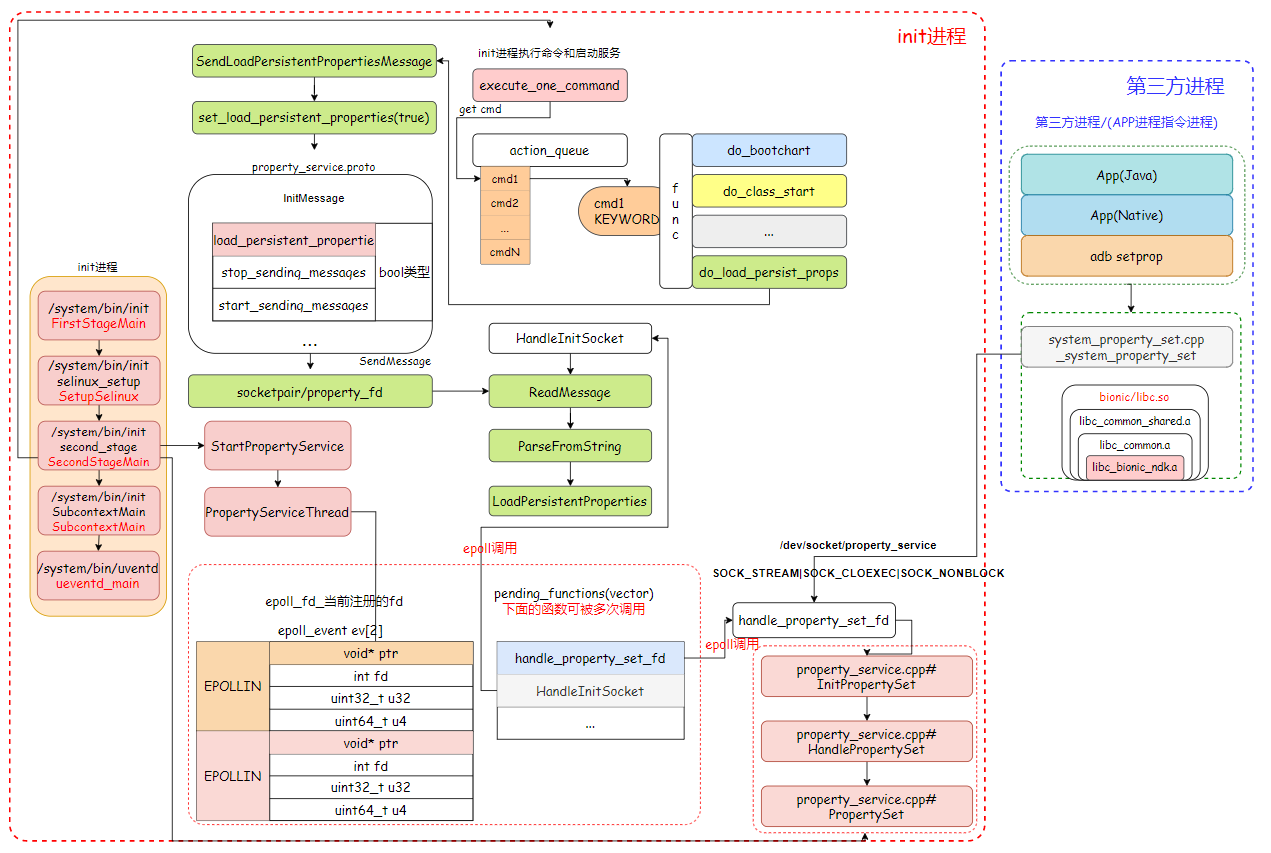 init进程
init进程执行命令和启动服务
SendLoadPersistentPropertiesMessage
set_load_persistent_properties(true)
property_service.proto
InitMessage
load_persistent_propertie
stop_sending_messages
start_sending_messages
bool类型
...
SendMessage
socketpair/property_fd
execute_one_command
get cmd
action_queue
cmd1
cmd2
...
cmdN
cmd1
KEYWORD
f
u
n
c
do_bootchart
do_class_start
...
do_load_persist_props
HandleInitSocket
ReadMessage
ParseFromString
LoadPersistentProperties
init进程
/system/bin/init
FirstStageMain
/system/bin/init
selinux_setup
SetupSelinux
/system/bin/init
second_stage
SecondStageMain
/system/bin/init
SubcontextMain
SubcontextMain
/system/bin/uventd
ueventd_main
StartPropertyService
PropertyServiceThread
epoll调用
epoll_fd_当前注册的fd
epoll_event ev[2]
EPOLLIN
void* ptr
int fd
uint32_t u32
uint64_t u4
EPOLLIN
void* ptr
int fd
uint32_t u32
uint64_t u4
pending_functions(vector)
下面的函数可被多次调用
handle_property_set_fd
HandleInitSocket
...
epoll调用
/dev/socket/property_service
SOCK_STREAM|SOCK_CLOEXEC|SOCK_NONBLOCK
handle_property_set_fd
property_service.cpp#
InitPropertySet
property_service.cpp#
HandlePropertySet
property_service.cpp#
PropertySet
第三方进程
第三方进程/(APP进程指令进程)
App(Java)
App(Native)
adb setprop
system_property_set.cpp
_system_property_set
bionic/libc.so
libc_common_shared.a
libc_common.a
libc_bionic_ndk.a